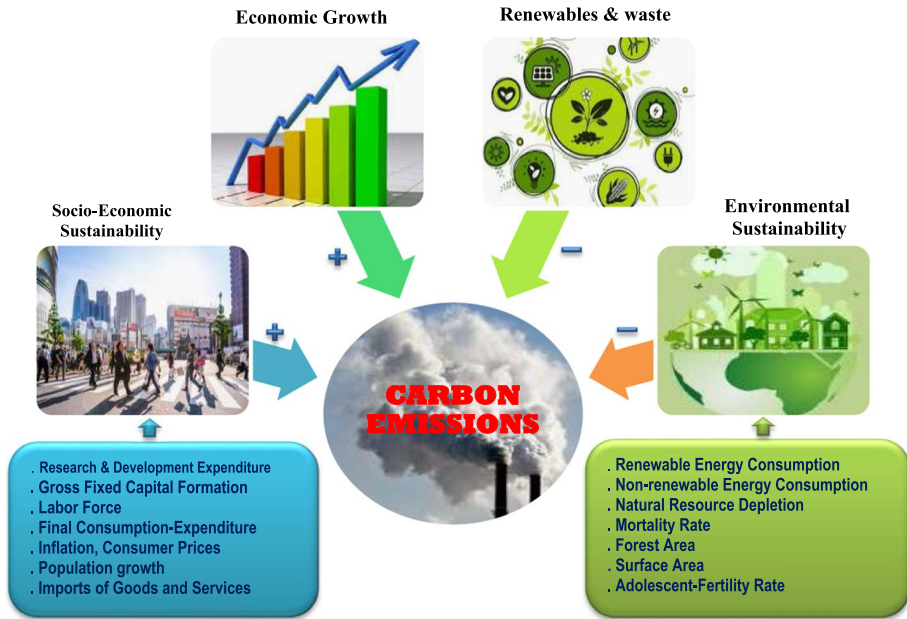 Economic Growth
Renewables & waste
Socio-Economic
Sustainability
Environmental
Sustainability
+
−
+
−
CARBON
EMISSIONS
. Research & Development Expenditure
. Gross Fixed Capital Formation
. Labor Force
. Final Consumption-Expenditure
. Inflation, Consumer Prices
. Population growth
. Imports of Goods and Services
. Renewable Energy Consumption
. Non-renewable Energy Consumption
. Natural Resource Depletion
. Mortality Rate
. Forest Area
. Surface Area
. Adolescent-Fertility Rate